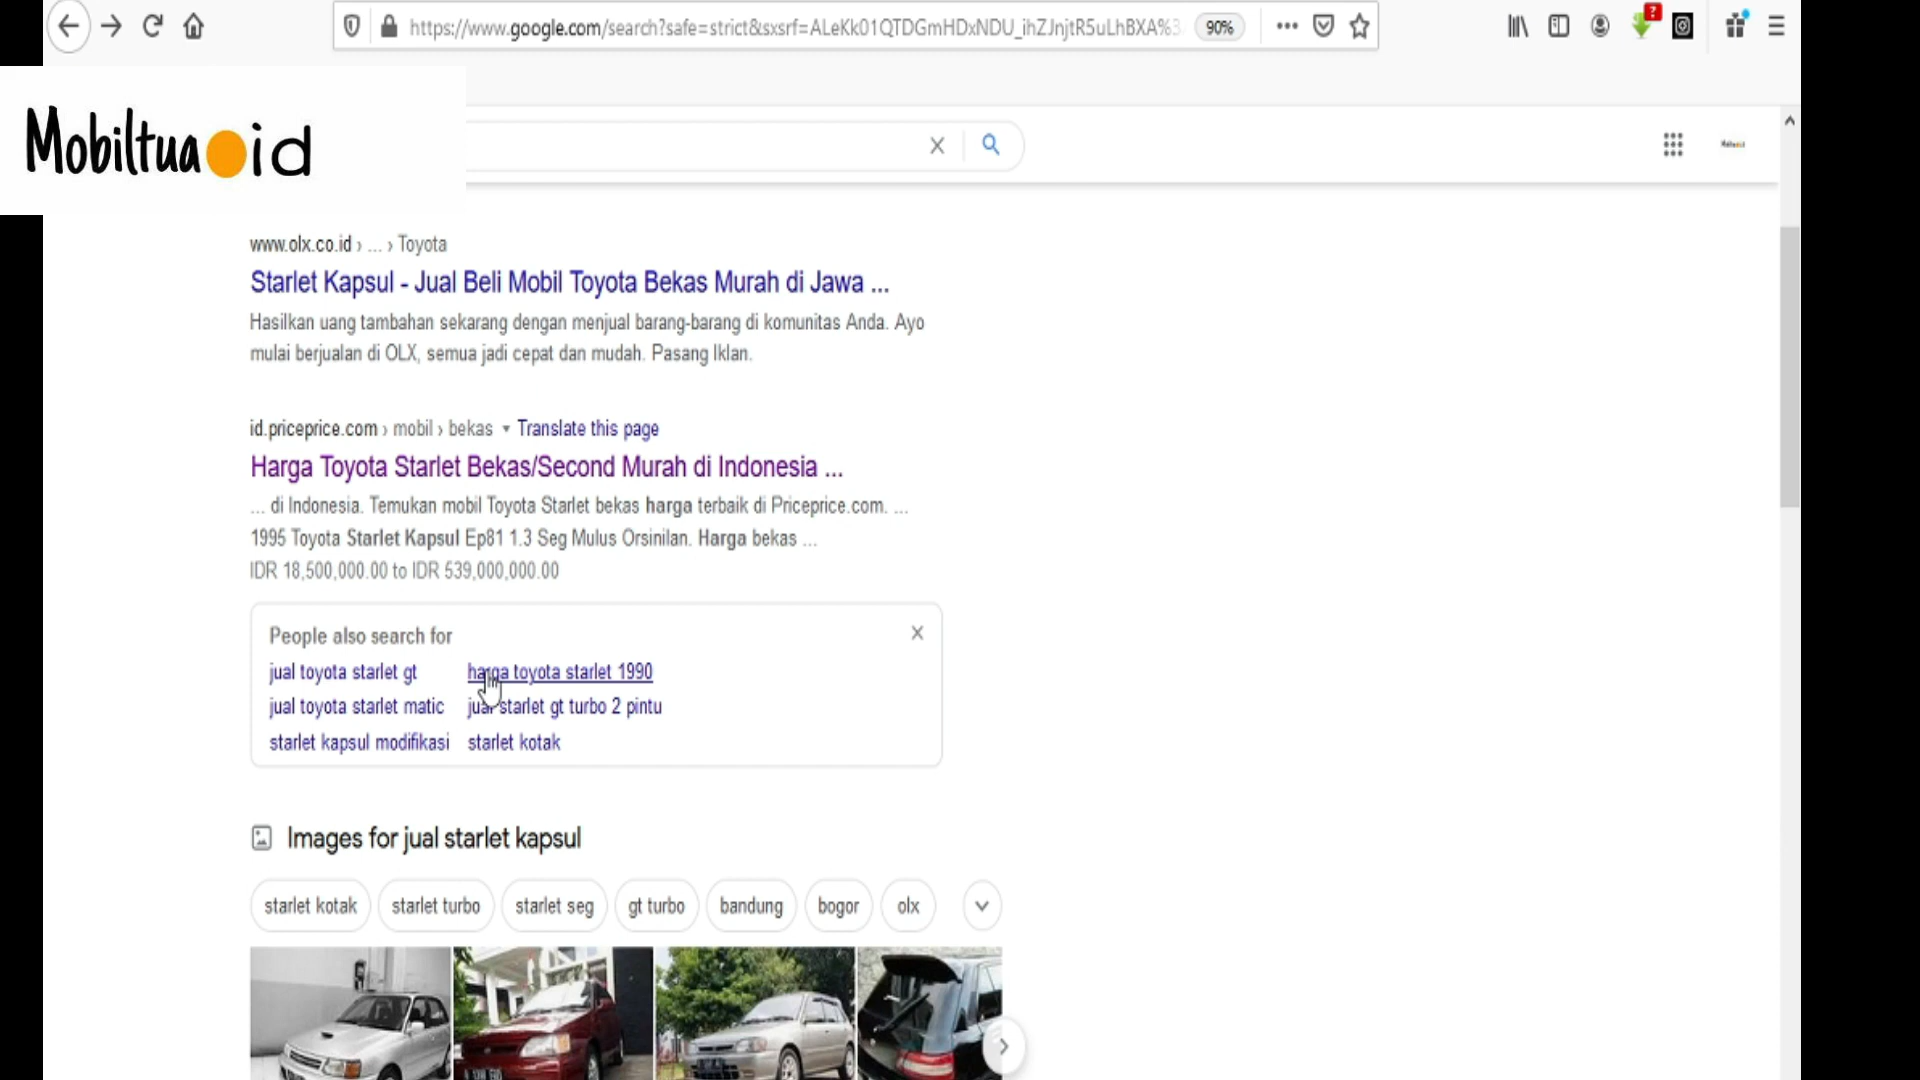 https://www.google.com/search?safe=strict&sxsrf=ALeKk01QTDGmHDxNDU_ihZJnjtR5uLhBXA%3
90%
Mobiltua id
www.olx.co.id › ... › Toyota
Starlet Kapsul - Jual Beli Mobil Toyota Bekas Murah di Jawa ...
Hasilkan uang tambahan sekarang dengan menjual barang-barang di komunitas Anda. Ayo
mulai berjualan di OLX, semua jadi cepat dan mudah. Pasang Iklan.
id.priceprice.com › mobil › bekas ▾ Translate this page
Harga Toyota Starlet Bekas/Second Murah di Indonesia ...
... di Indonesia. Temukan mobil Toyota Starlet bekas harga terbaik di Priceprice.com. ...
1995 Toyota Starlet Kapsul Ep81 1.3 Seg Mulus Orsinilan. Harga bekas ...
IDR 18,500,000.00 to IDR 539,000,000.00
People also search for
jual toyota starlet gt harga toyota starlet 1990
jual toyota starlet matic jual starlet gt turbo 2 pintu
starlet kapsul modifikasi starlet kotak
Images for jual starlet kapsul
starlet kotak starlet turbo starlet seg gt turbo bandung bogor olx